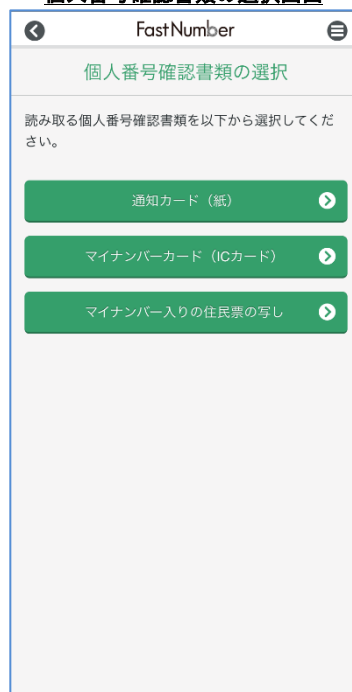 個人番号確認書類の選択画面
FastNumber
個人番号確認書類の選択
読み取る個人番号確認書類を以下から選択してくだ
さい。
通知カード（紙）
マイナンバーカード（ICカード）
マイナンバー入りの住民票の写し